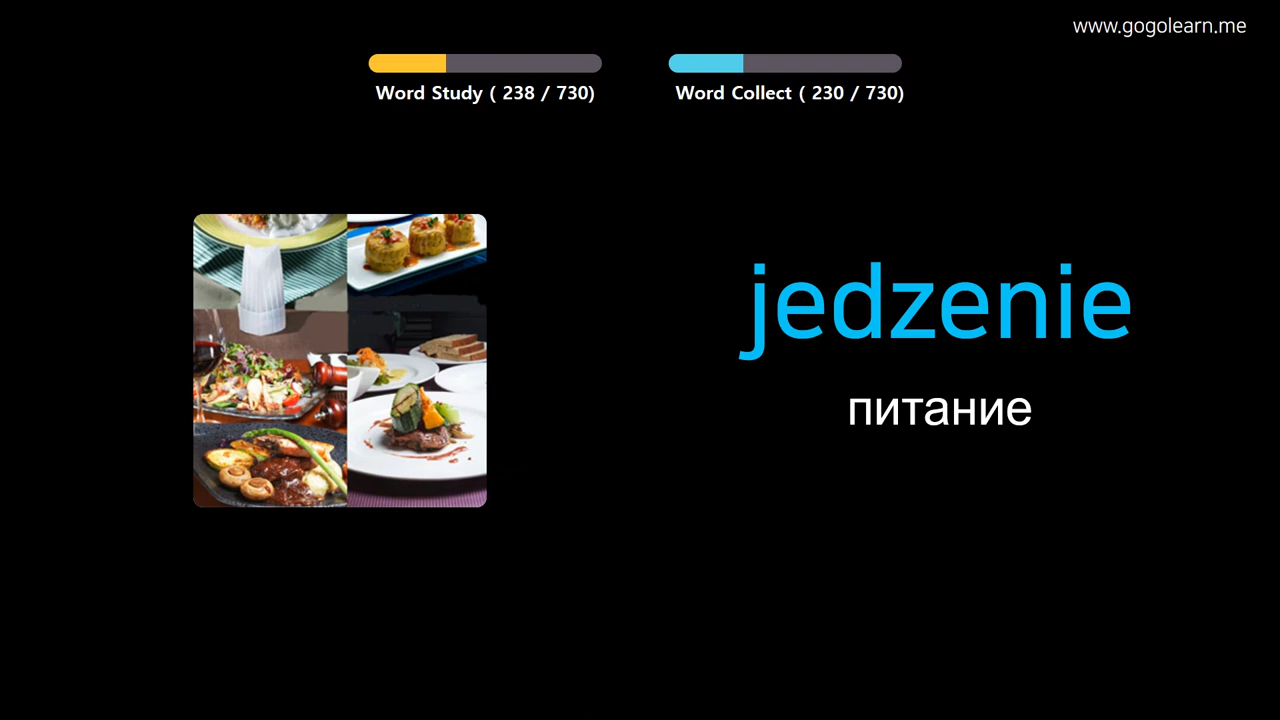 www.gogolearn.me
Word Study ( 238 / 730)
Word Collect ( 230 / 730)
jedzenie
питание